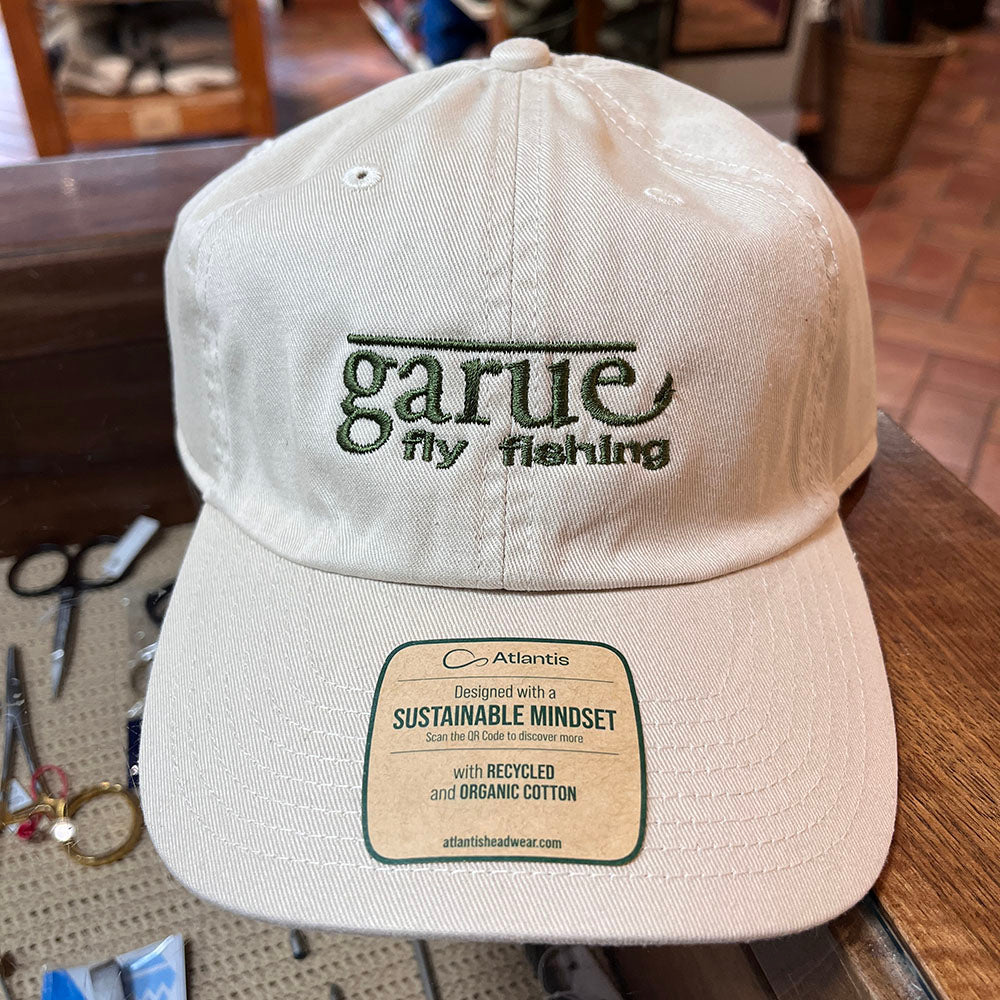 garue
fly fishing
Atlantis
Designed with a
SUSTAINABLE MINDSET
Scan the QR Code to discover more
with RECYCLED
and ORGANIC COTTON
atlantisheadwear.com